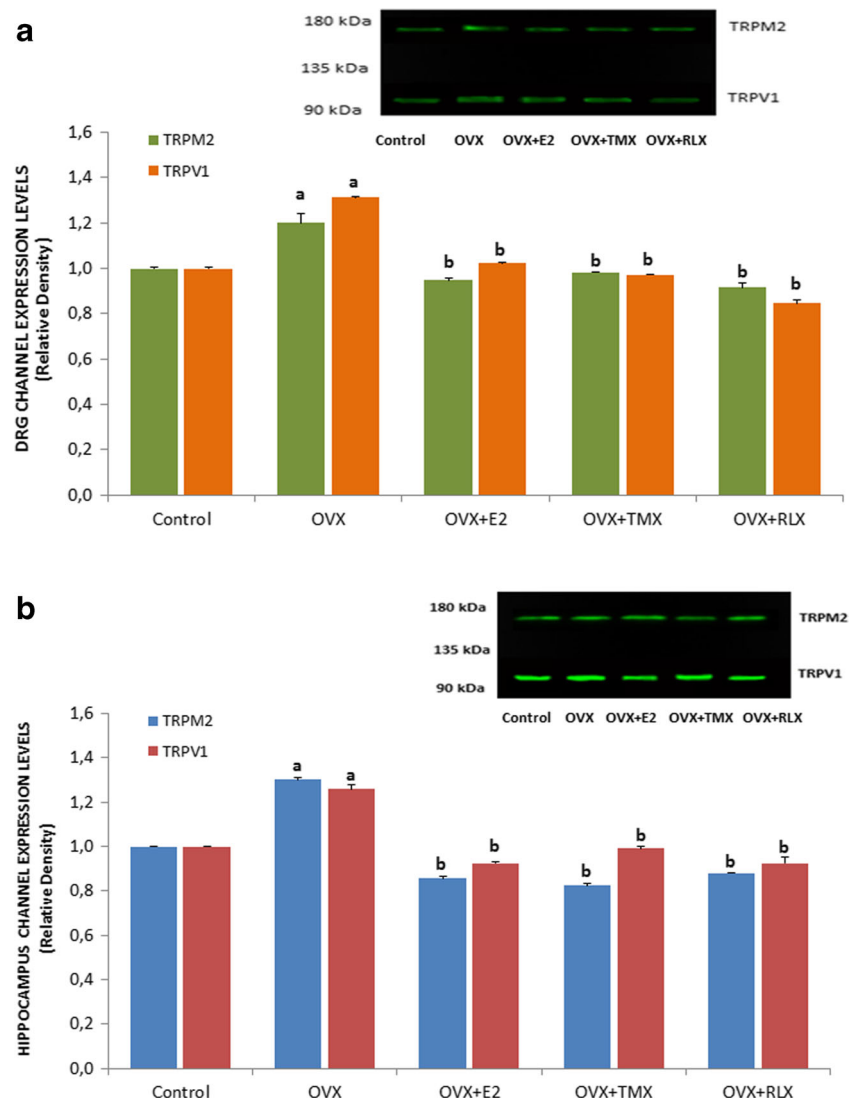 a
180 kDa
TRPM2
135 kDa
90 kDa
TRPV1
Control OVX OVX+E2 OVX+TMX OVX+RLX
DRG CHANNEL EXPRESSION LEVELS
(Relative Density)
1,6
1,4
1,2
1,0
0,8
0,6
0,4
0,2
0,0
TRPM2
TRPV1
a a
b b
b b
b b
Control OVX OVX+E2 OVX+TMX OVX+RLX
b
180 kDa
TRPM2
135 kDa
90 kDa
TRPV1
Control OVX OVX+E2 OVX+TMX OVX+RLX
HIPPOCAMPUS CHANNEL EXPRESSION LEVELS
(Relative Density)
1,6
1,4
1,2
1,0
0,8
0,6
0,4
0,2
0,0
TRPM2
TRPV1
a a
b b
b b
b b
Control OVX OVX+E2 OVX+TMX OVX+RLX